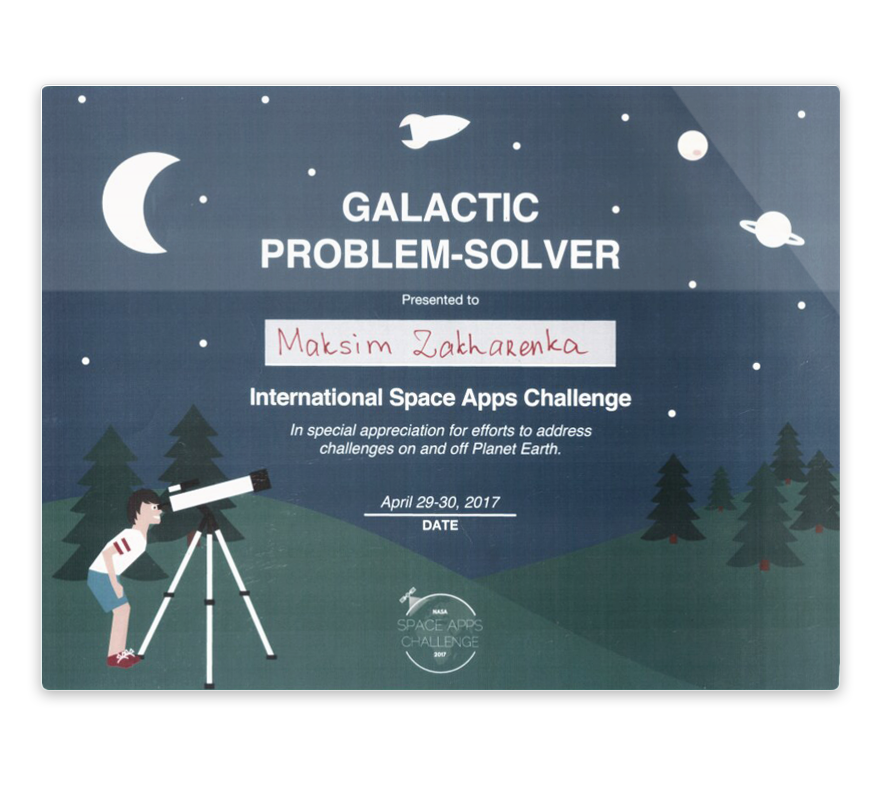 GALACTIC
PROBLEM-SOLVER
Presented to
Maksim Zakharenka
International Space Apps Challenge
In special appreciation for efforts to address
challenges on and off Planet Earth.
April 29-30, 2017
DATE
NASA
SPACE APPS
CHALLENGE
2017